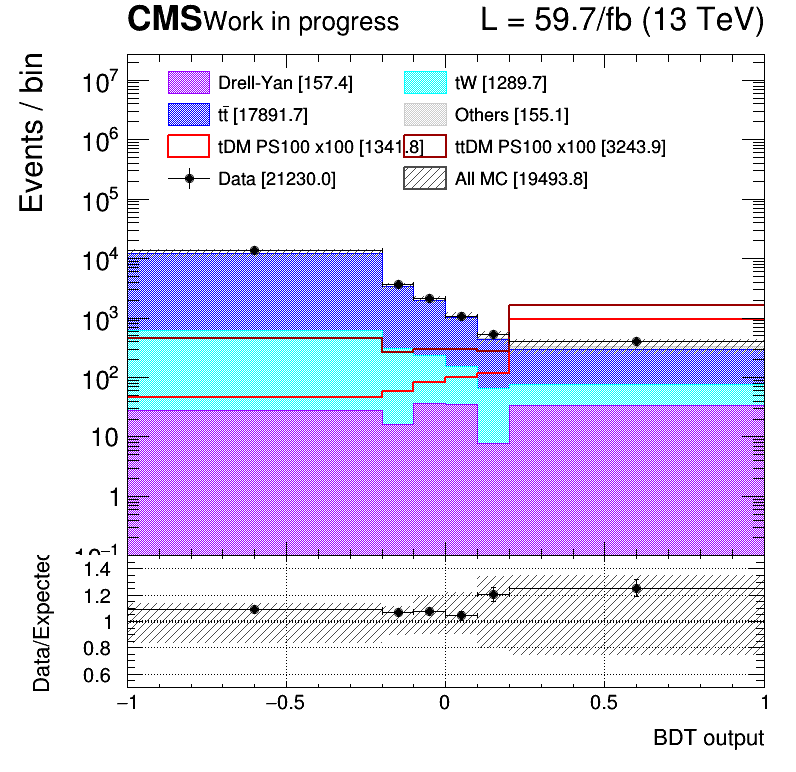 CMS Work in progress L = 59.7/fb (13 TeV)
Events / bin
10⁷
10⁶
10⁵
10⁴
10³
10²
10
1
10⁻¹
Drell-Yan [157.4] tW [1289.7]
tt̄ [17891.7] Others [155.1]
tDM PS100 x100 [1341.8] ttDM PS100 x100 [3243.9]
Data [21230.0] All MC [19493.8]
Data/Expected
1.4
1.2
1
0.8
0.6
−1 −0.5 0 0.5 1
BDT output